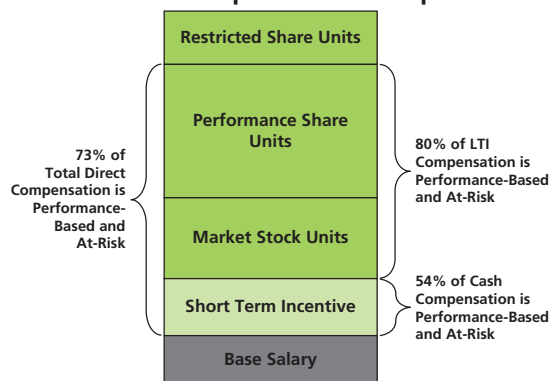 Restricted Share Units
Performance Share
Units
73% of
Total Direct
Compensation is
Performance-
Based and
At-Risk
80% of LTI
Compensation is
Performance-Based
and At-Risk
Market Stock Units
Short Term Incentive
54% of Cash
Compensation is
Performance-Based
and At-Risk
Base Salary